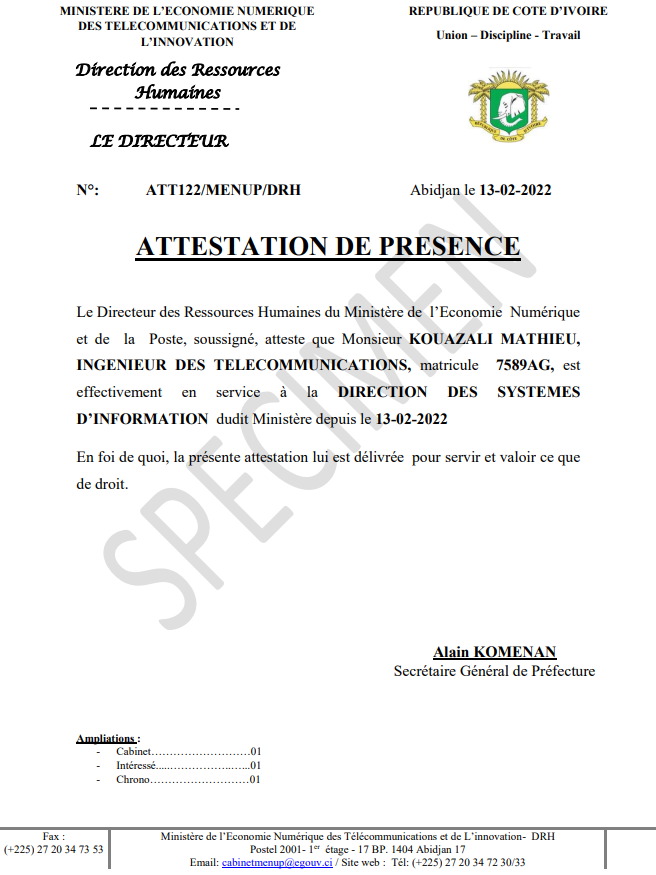 MINISTERE DE L'ECONOMIE NUMERIQUE
DES TELECOMMUNICATIONS ET DE
L'INNOVATION
Direction des Ressources
Humaines
LE DIRECTEUR
REPUBLIQUE DE COTE D'IVOIRE
Union – Discipline - Travail
N°: ATT122/MENUP/DRH
Abidjan le 13-02-2022
ATTESTATION DE PRESENCE
Le Directeur des Ressources Humaines du Ministère de l'Economie Numérique
et de la Poste, soussigné, atteste que Monsieur KOUAZALI MATHIEU,
INGENIEUR DES TELECOMMUNICATIONS, matricule 7589AG, est
effectivement en service à la DIRECTION DES SYSTEMES
D'INFORMATION dudit Ministère depuis le 13-02-2022
En foi de quoi, la présente attestation lui est délivrée pour servir et valoir ce que
de droit.
SPECIMEN
Alain KOMENAN
Secrétaire Général de Préfecture
Ampliations :
- Cabinet………………………01
- Intéressé....……………..…...01
- Chrono………………………01
Fax :
(+225) 27 20 34 73 53
Ministère de l'Economie Numérique des Télécommunications et de L'innovation- DRH
Postel 2001- 1er étage - 17 BP. 1404 Abidjan 17
Email: cabinetmenup@egouv.ci / Site web : Tél: (+225) 27 20 34 72 30/33